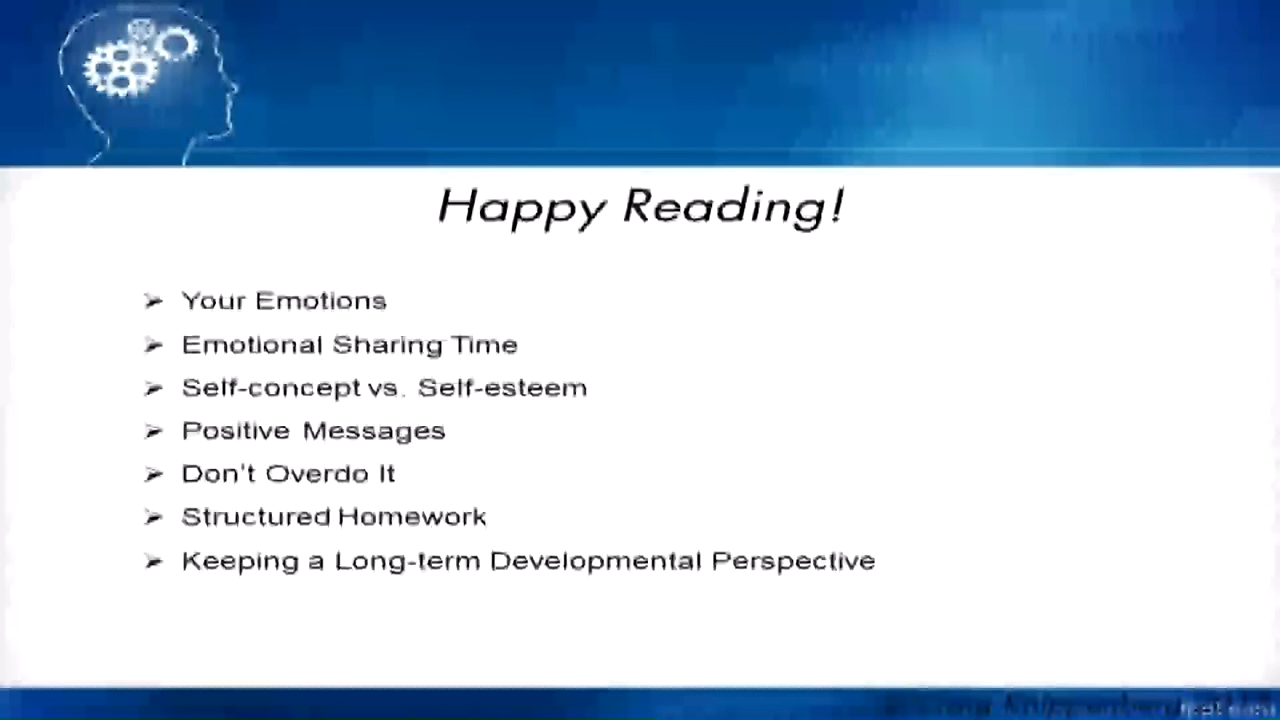 Happy Reading!
Your Emotions
Emotional Sharing Time
Self-concept vs. Self-esteem
Positive Messages
Don't Overdo It
Structured Homework
Keeping a Long-term Developmental Perspective